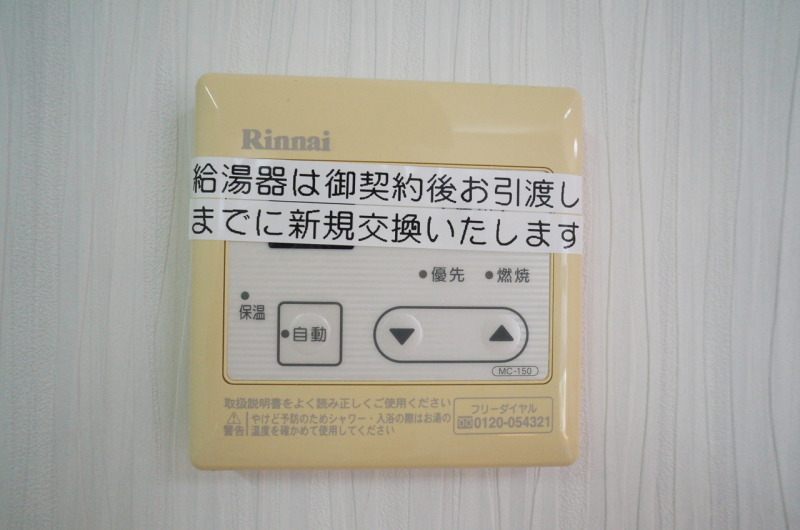 Rinnai
給湯器は御契約後お引渡し
までに新規交換いたします
優先 燃焼
保温
自動
MC-150
取扱説明書をよく読み正しくご使用ください
警告 やけど予防のためシャワー・入浴の際はお湯の
温度を確かめて使用してください
フリーダイヤル
0120-054321